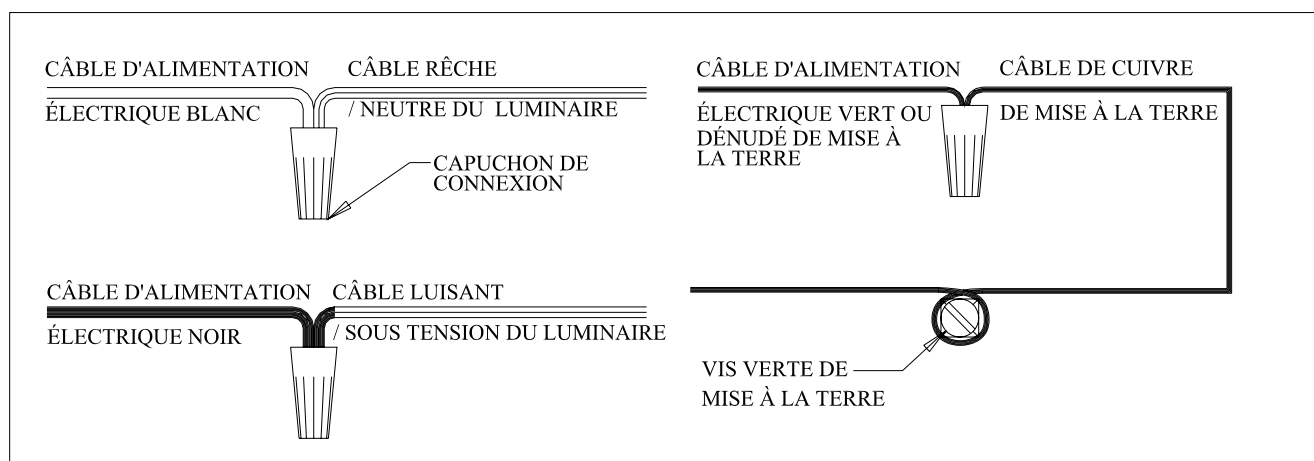 CÂBLE D'ALIMENTATION
ÉLECTRIQUE BLANC
CÂBLE RÊCHE
/ NEUTRE DU LUMINAIRE
CAPUCHON DE
CONNEXION
CÂBLE D'ALIMENTATION
ÉLECTRIQUE NOIR
CÂBLE LUISANT
/ SOUS TENSION DU LUMINAIRE
CÂBLE D'ALIMENTATION
ÉLECTRIQUE VERT OU
DÉNUDÉ DE MISE À
LA TERRE
CÂBLE DE CUIVRE
DE MISE À LA TERRE
VIS VERTE DE
MISE À LA TERRE